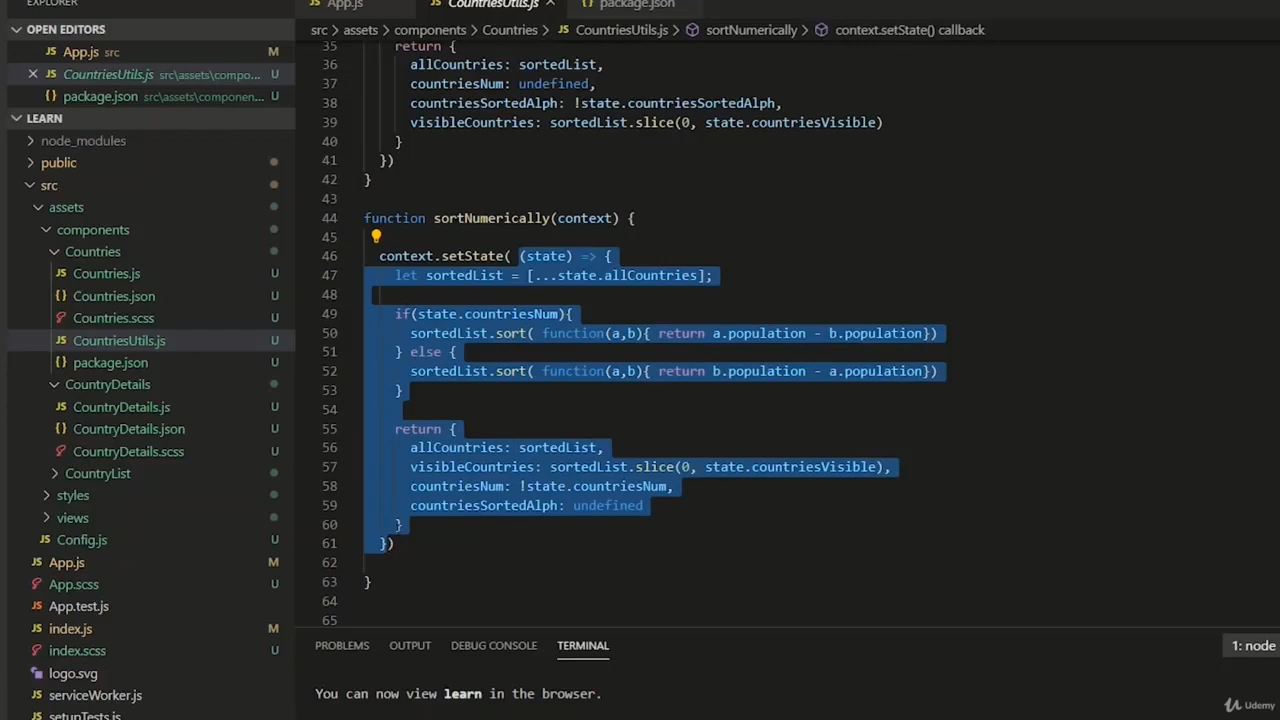 EXPLORER
App.js
CountriesUtils.js
package.json
OPEN EDITORS
App.js src M
CountriesUtils.js src\assets\compo... U
package.json src\assets\componen... U
LEARN
node_modules
public
src
assets
components
Countries
Countries.js U
Countries.json U
Countries.scss U
CountriesUtils.js U
package.json U
CountryDetails
CountryDetails.js U
CountryDetails.json U
CountryDetails.scss U
CountryList
styles
views
Config.js U
App.js M
App.scss U
App.test.js
index.js M
index.scss U
logo.svg
serviceWorker.js
setupTests.js
src > assets > components > Countries > JS CountriesUtils.js > sortNumerically > context.setState() callback
35 return {
36 allCountries: sortedList,
37 countriesNum: undefined,
38 countriesSortedAlph: !state.countriesSortedAlph,
39 visibleCountries: sortedList.slice(0, state.countriesVisible)
40 }
41 })
42 }
43
44 function sortNumerically(context) {
45
46 context.setState( (state) => {
47 let sortedList = [...state.allCountries];
48
49 if(state.countriesNum){
50 sortedList.sort( function(a,b){ return a.population - b.population})
51 } else {
52 sortedList.sort( function(a,b){ return b.population - a.population})
53 }
54
55 return {
56 allCountries: sortedList,
57 visibleCountries: sortedList.slice(0, state.countriesVisible),
58 countriesNum: !state.countriesNum,
59 countriesSortedAlph: undefined
60 }
61 })
62
63 }
64
65
PROBLEMS OUTPUT DEBUG CONSOLE TERMINAL 1: node
You can now view learn in the browser.
Udemy